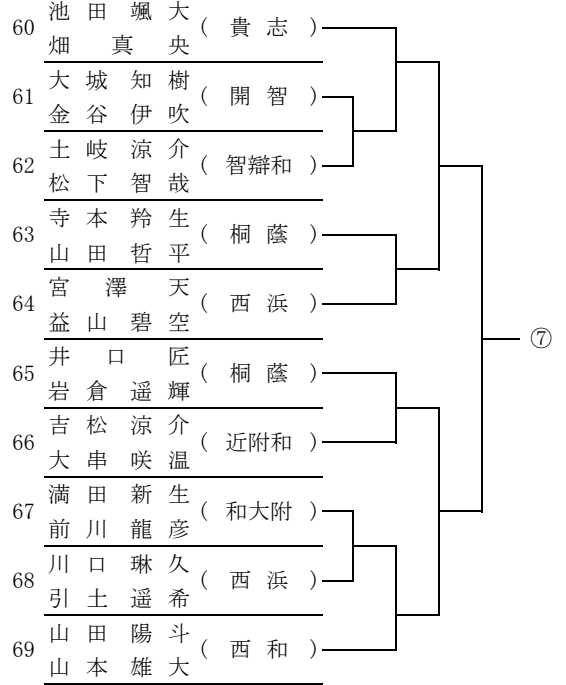 60 池田颯大 (貴志)
畑真央
61 大城知樹 (開智)
金谷伊吹
62 土岐涼介 (智辯和)
松下智哉
63 寺本羚生 (桐蔭)
山田哲平
64 宮澤天 (西浜)
益山碧空
⑦
65 井口匠 (桐蔭)
岩倉遥輝
66 吉松涼介 (近附和)
大串咲温
67 満田新生 (和大附)
前川龍彦
68 川口琳久 (西浜)
引土遥希
69 山田陽斗 (西和)
山本雄大